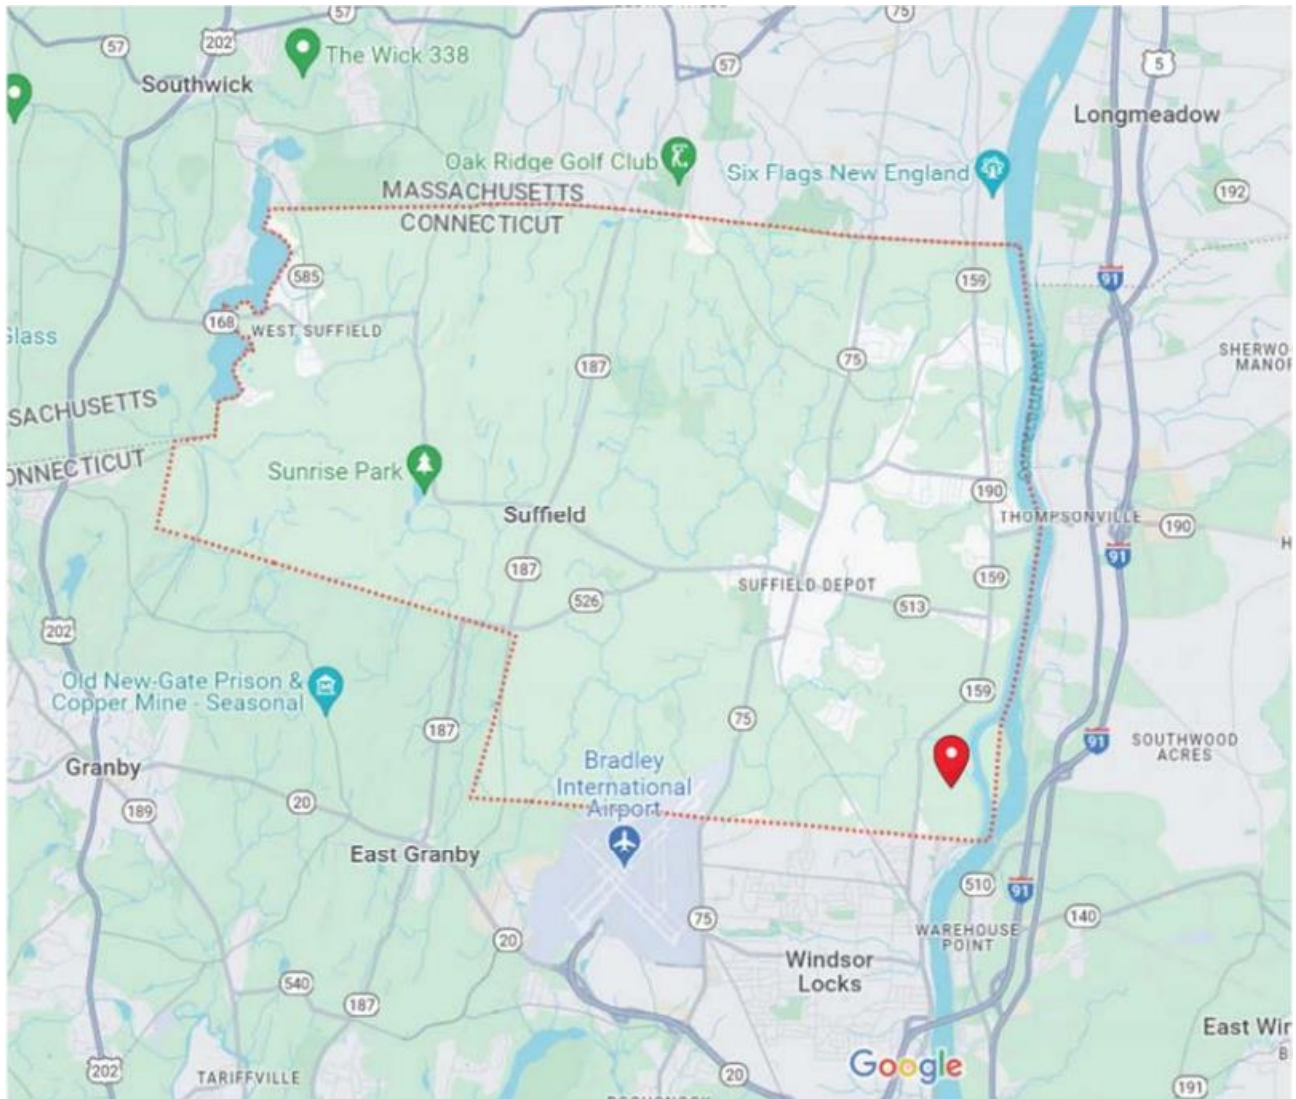 57
202
57
75
The Wick 338
57
5
Southwick
Longmeadow
Oak Ridge Golf Club
Six Flags New England
192
MASSACHUSETTS
CONNECTICUT
585
159
91
168
WEST SUFFIELD
187
75
SHERWO
MANOR
SACHUSETTS
ONNECTICUT
Sunrise Park
190
Suffield
THOMPSONVILLE
190
91
187
SUFFIELD DEPOT
159
526
513
202
Old New-Gate Prison &
Copper Mine - Seasonal
159
187
75
91
SOUTHWOOD
ACRES
Granby
Bradley
International
Airport
189
20
East Granby
510
91
75
140
20
WAREHOUSE
POINT
Windsor
Locks
540
187
East Wir
202
TARIFFVILLE
20
Google
191